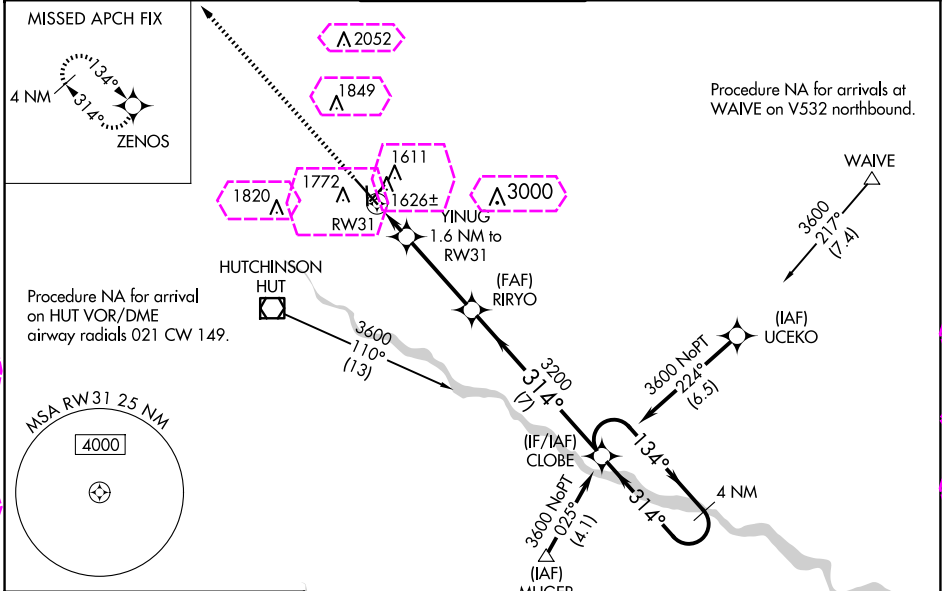 MISSED APCH FIX
134°
314°
4 NM
ZENOS
2052
1849
Procedure NA for arrivals at
WAIVE on V532 northbound.
WAIVE
3600
217°
(7.4)
1611
1772
1820
1626±
3000
RW31
YINUG
1.6 NM to
RW31
HUTCHINSON
HUT
3600
110°
(13)
Procedure NA for arrival
on HUT VOR/DME
airway radials 021 CW 149.
(FAF)
RIRYO
(IAF)
UCEKO
3600 NoPT
224°
(6.5)
3200
314°
(7)
MSA RW31 25 NM
4000
(IF/IAF)
CLOBE
134°
314°
4 NM
3600 NoPT
025°
(4.1)
(IAF)